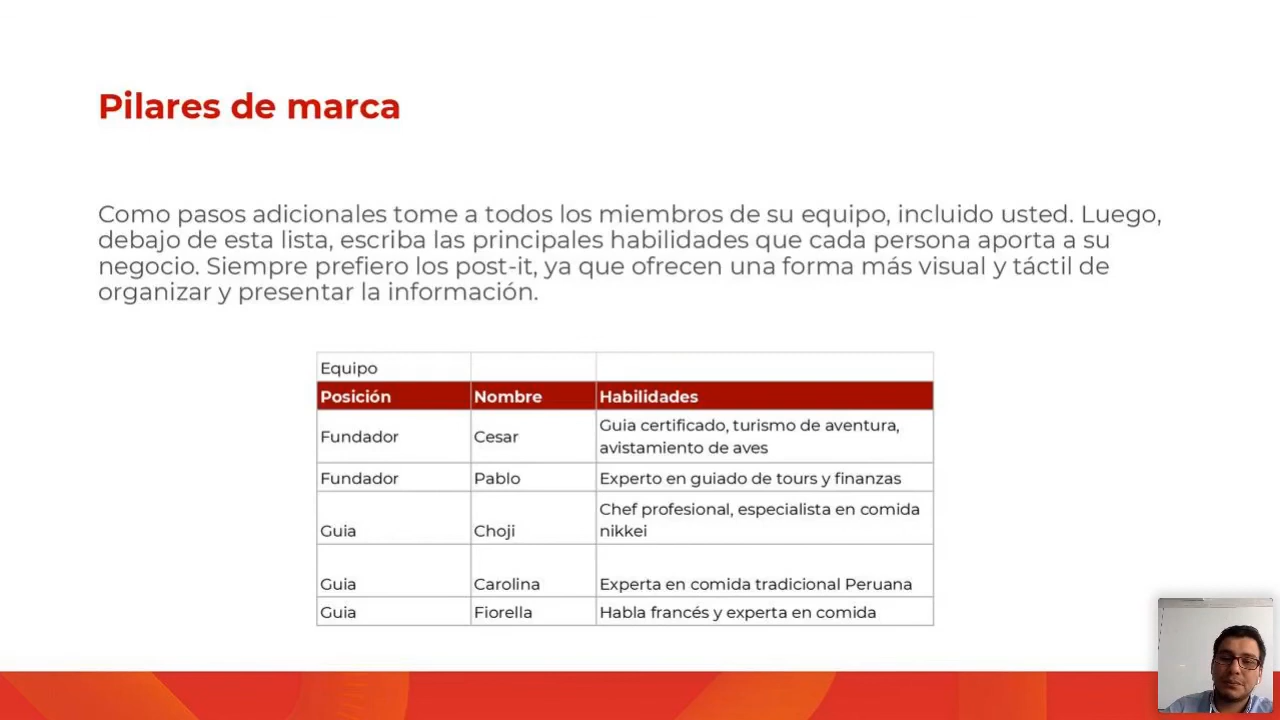 Pilares de marca
Como pasos adicionales tome a todos los miembros de su equipo, incluido usted. Luego,
debajo de esta lista, escriba las principales habilidades que cada persona aporta a su
negocio. Siempre prefiero los post-it, ya que ofrecen una forma más visual y táctil de
organizar y presentar la información.
Equipo
Posición Nombre Habilidades
Fundador Cesar Guia certificado, turismo de aventura,
avistamiento de aves
Fundador Pablo Experto en guiado de tours y finanzas
Guia Choji Chef profesional, especialista en comida
nikkei
Guia Carolina Experta en comida tradicional Peruana
Guia Fiorella Habla francés y experta en comida